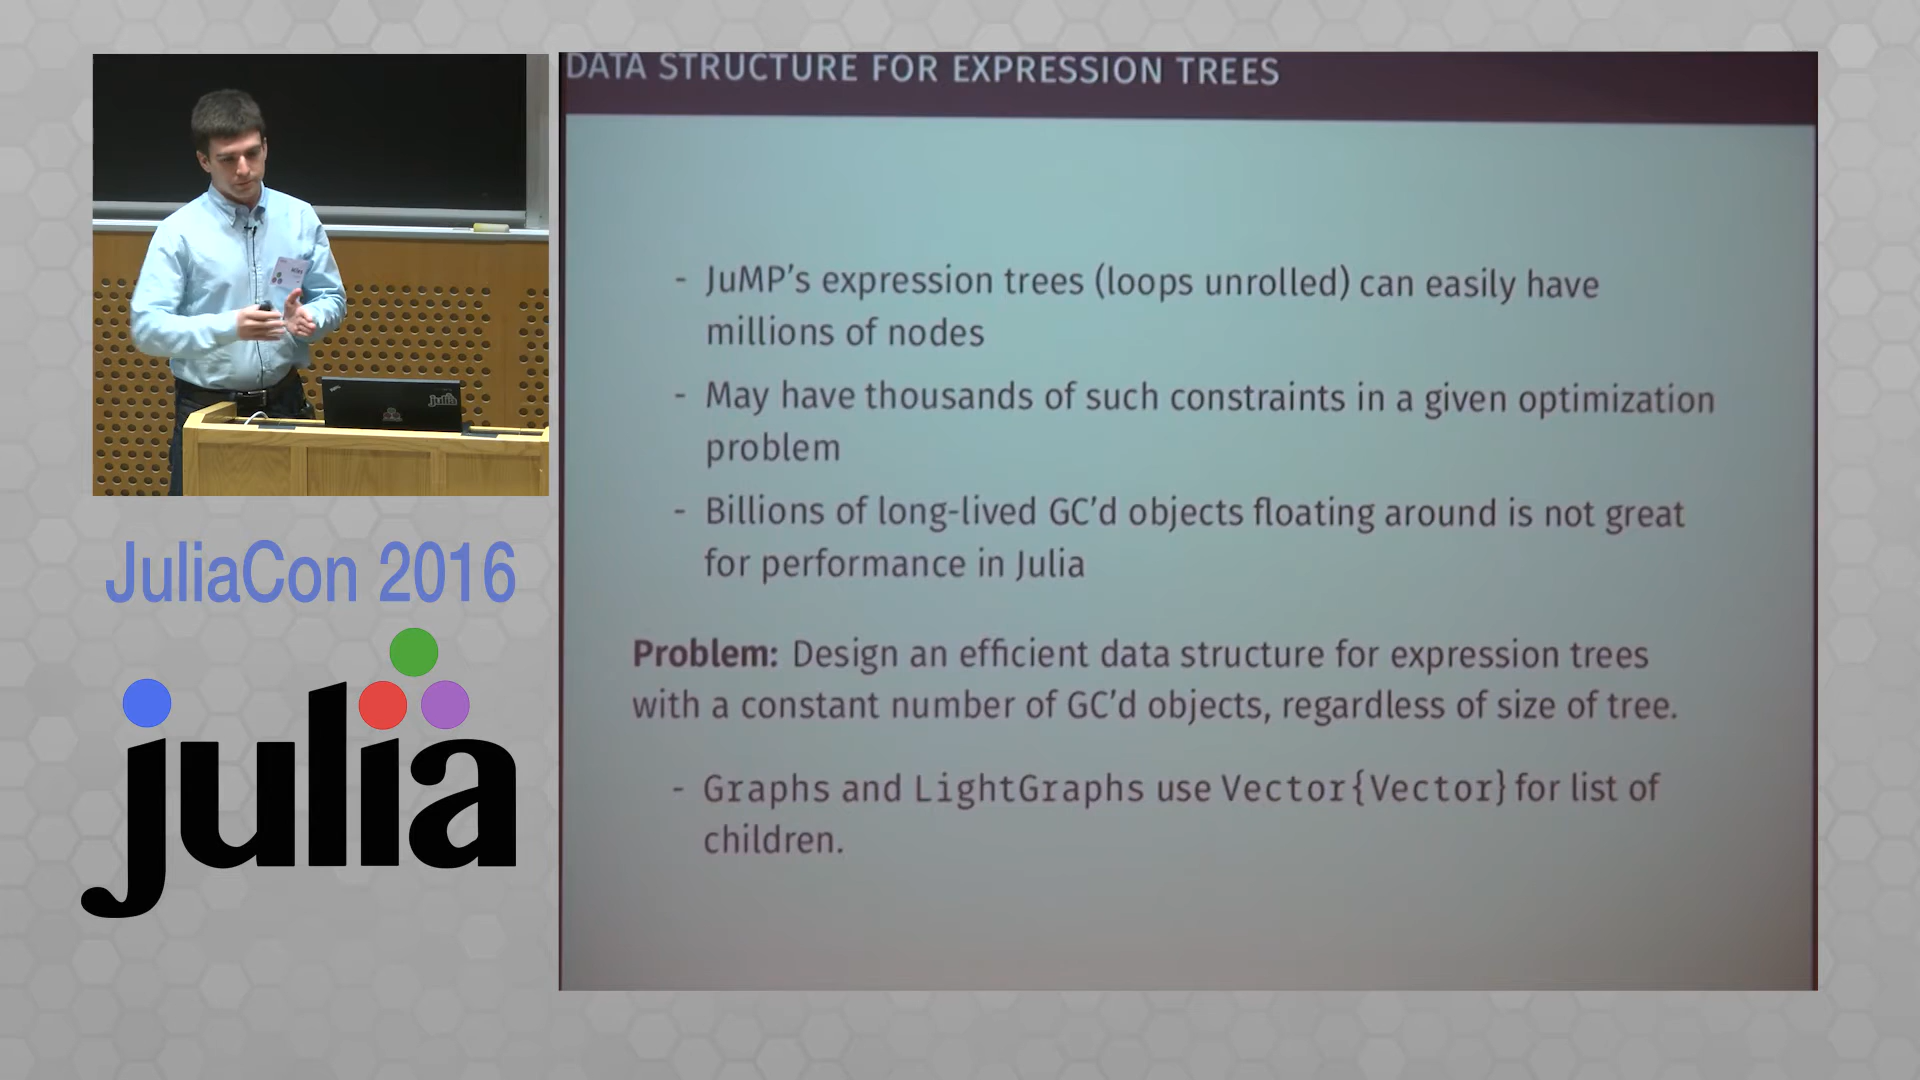 DATA STRUCTURE FOR EXPRESSION TREES
- JuMP's expression trees (loops unrolled) can easily have
millions of nodes
- May have thousands of such constraints in a given optimization
problem
- Billions of long-lived GC'd objects floating around is not great
for performance in Julia
Problem: Design an efficient data structure for expression trees
with a constant number of GC'd objects, regardless of size of tree.
- Graphs and LightGraphs use Vector{Vector} for list of
children.
julia
JuliaCon 2016
julia